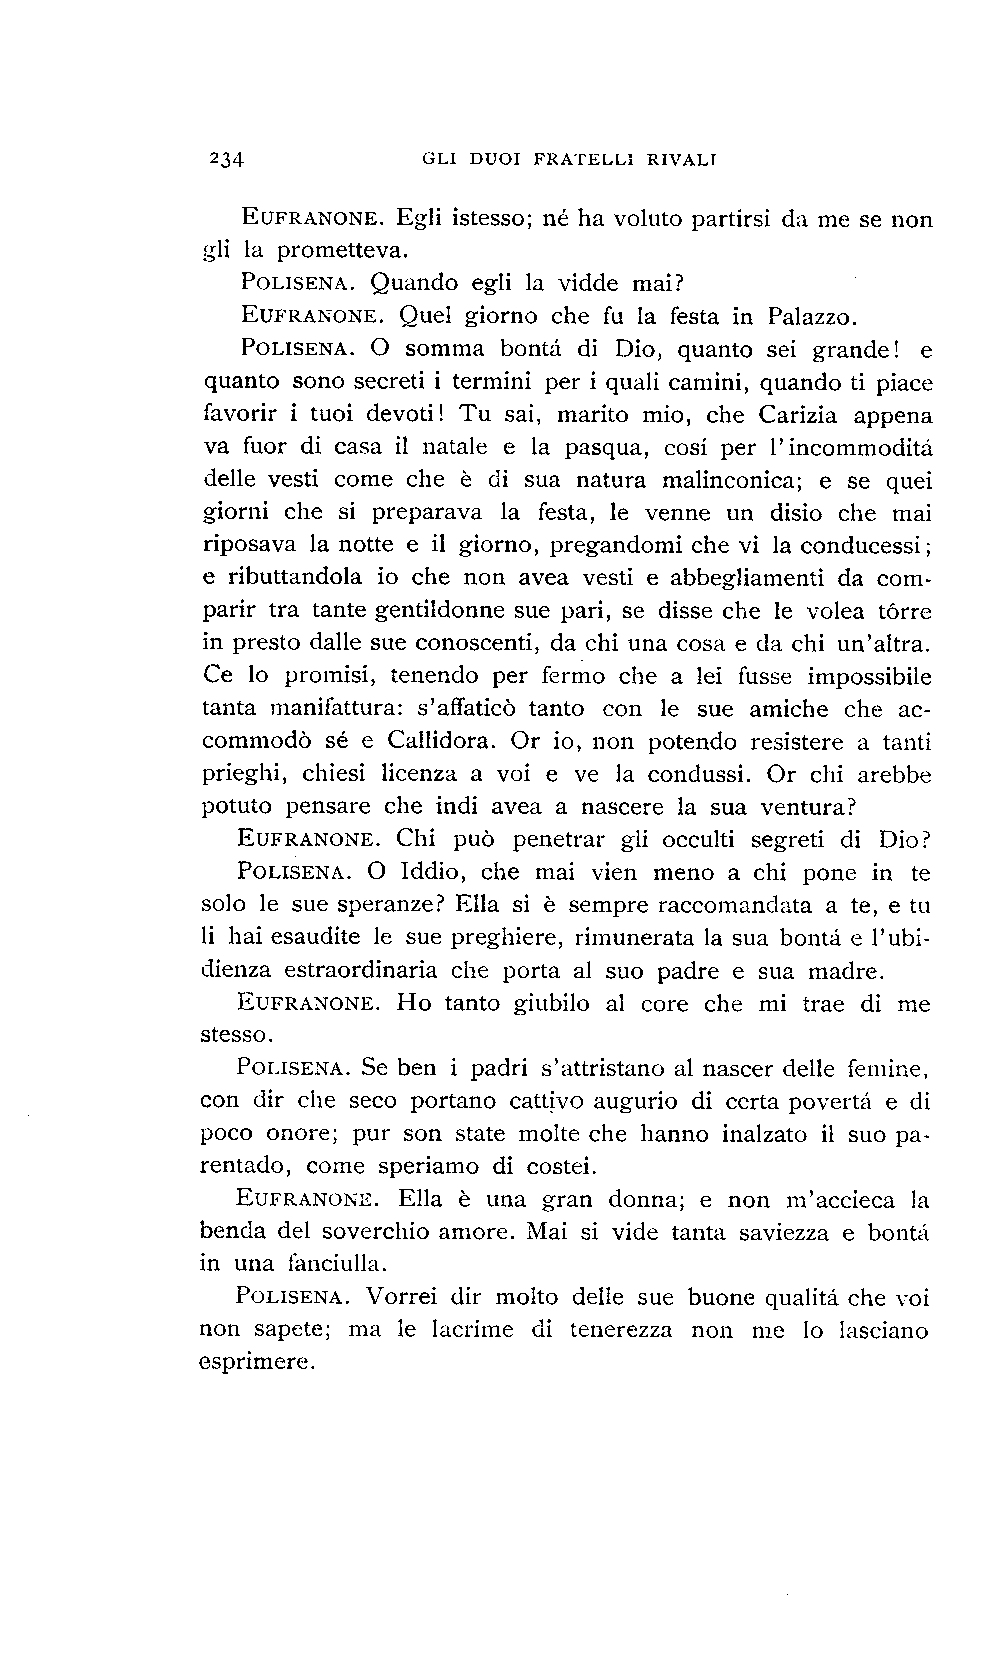 234 GLI DUOI FRATELLI RIVALI
EUFRANONE. Egli istesso; né ha voluto partirsi da me se non
gli la prometteva.
POLISENA. Quando egli la vidde mai?
EUFRANONE. Quel giorno che fu la festa in Palazzo.
POLISENA. O somma bontá di Dio, quanto sei grande! e
quanto sono secreti i termini per i quali camini, quando ti piace
favorir i tuoi devoti! Tu sai, marito mio, che Carizia appena
va fuor di casa il natale e la pasqua, cosí per l'incommoditá
delle vesti come che è di sua natura malinconica; e se quei
giorni che si preparava la festa, le venne un disio che mai
riposava la notte e il giorno, pregandomi che vi la conducessi;
e ributtandola io che non avea vesti e abbegliamenti da com-
parir tra tante gentildonne sue pari, se disse che le volea tôrre
in presto dalle sue conoscenti, da chi una cosa e da chi un'altra.
Ce lo promisi, tenendo per fermo che a lei fusse impossibile
tanta manifattura: s'affaticò tanto con le sue amiche che ac-
commodò sé e Callidora. Or io, non potendo resistere a tanti
prieghi, chiesi licenza a voi e ve la condussi. Or chi arebbe
potuto pensare che indi avea a nascere la sua ventura?
EUFRANONE. Chi può penetrar gli occulti segreti di Dio?
POLISENA. O Iddio, che mai vien meno a chi pone in te
solo le sue speranze? Ella si è sempre raccomandata a te, e tu
li hai esaudite le sue preghiere, rimunerata la sua bontá e l'ubi-
dienza estraordinaria che porta al suo padre e sua madre.
EUFRANONE. Ho tanto giubilo al core che mi trae di me
stesso.
POLISENA. Se ben i padri s'attristano al nascer delle femine,
con dir che seco portano cattivo augurio di certa povertá e di
poco onore; pur son state molte che hanno inalzato il suo pa-
rentado, come speriamo di costei.
EUFRANONE. Ella è una gran donna; e non m'accieca la
benda del soverchio amore. Mai si vide tanta saviezza e bontá
in una fanciulla.
POLISENA. Vorrei dir molto delle sue buone qualitá che voi
non sapete; ma le lacrime di tenerezza non me lo lasciano
esprimere.